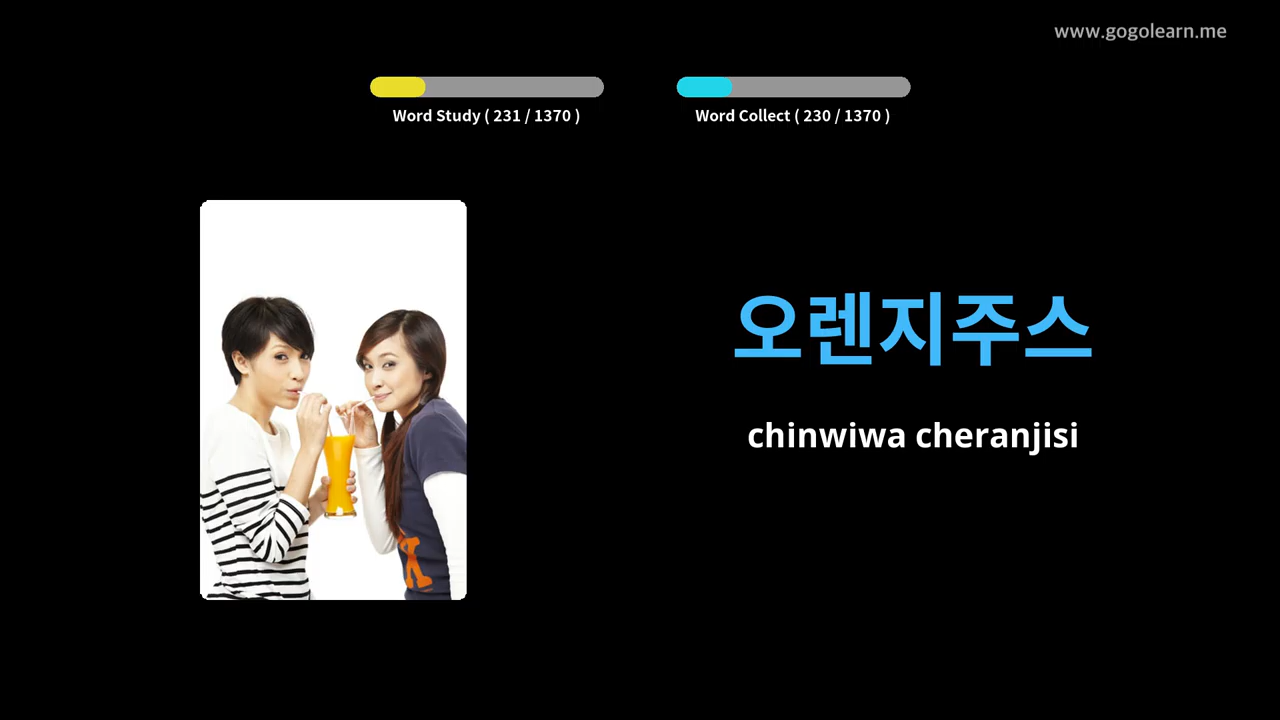 www.gogolearn.me
Word Study ( 231 / 1370 )
Word Collect ( 230 / 1370 )
오렌지주스
chinwiwa cheranjisi